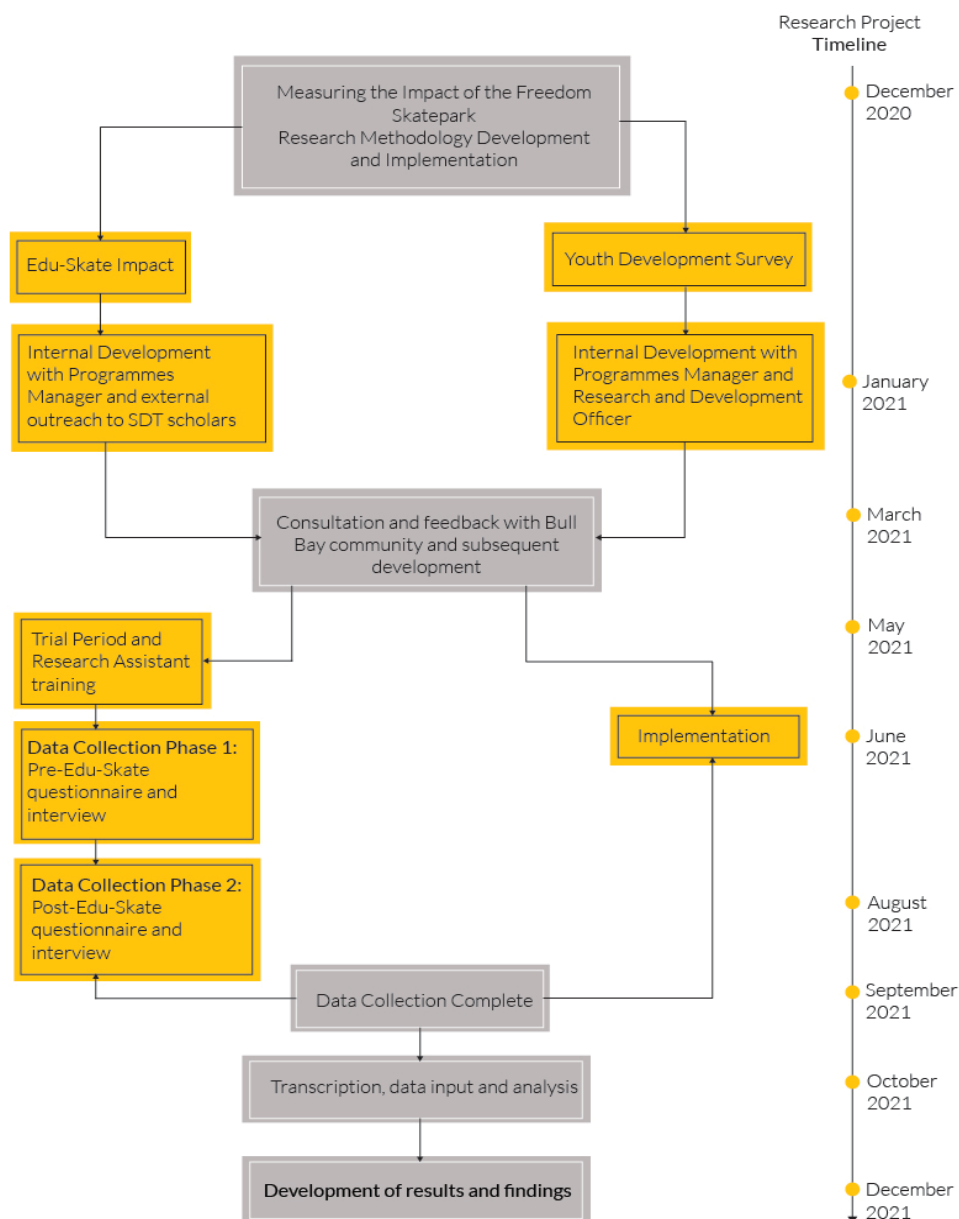 Research Project
Timeline
December
2020
Measuring the Impact of the Freedom
Skatepark
Research Methodology Development
and Implementation
Edu-Skate Impact
Youth Development Survey
Internal Development
with Programmes
Manager and external
outreach to SDT scholars
Internal Development with
Programmes Manager and
Research and Development
Officer
January
2021
Consultation and feedback with Bull
Bay community and subsequent
development
March
2021
Trial Period and
Research Assistant
training
May
2021
Data Collection Phase 1:
Pre-Edu-Skate
questionnaire and
interview
Implementation
June
2021
Data Collection Phase 2:
Post-Edu-Skate
questionnaire and
interview
August
2021
Data Collection Complete
September
2021
Transcription, data input and analysis
October
2021
Development of results and findings
December
2021